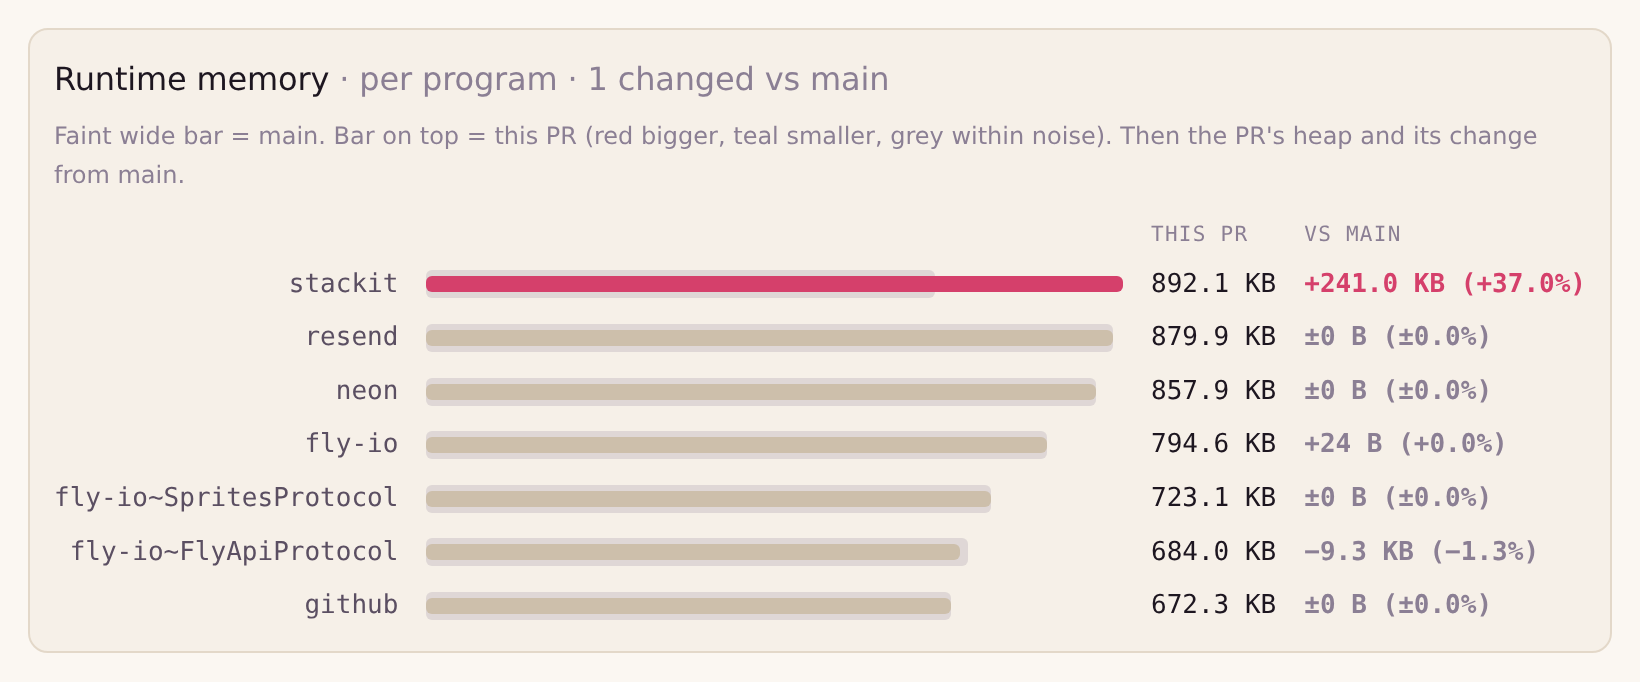 Runtime memory · per program · 1 changed vs main
Faint wide bar = main. Bar on top = this PR (red bigger, teal smaller, grey within noise). Then the PR's heap and its change
from main.
THIS PR VS MAIN
stackit 892.1 KB +241.0 KB (+37.0%)
resend 879.9 KB ±0 B (±0.0%)
neon 857.9 KB ±0 B (±0.0%)
fly-io 794.6 KB +24 B (+0.0%)
fly-io~SpritesProtocol 723.1 KB ±0 B (±0.0%)
fly-io~FlyApiProtocol 684.0 KB −9.3 KB (−1.3%)
github 672.3 KB ±0 B (±0.0%)